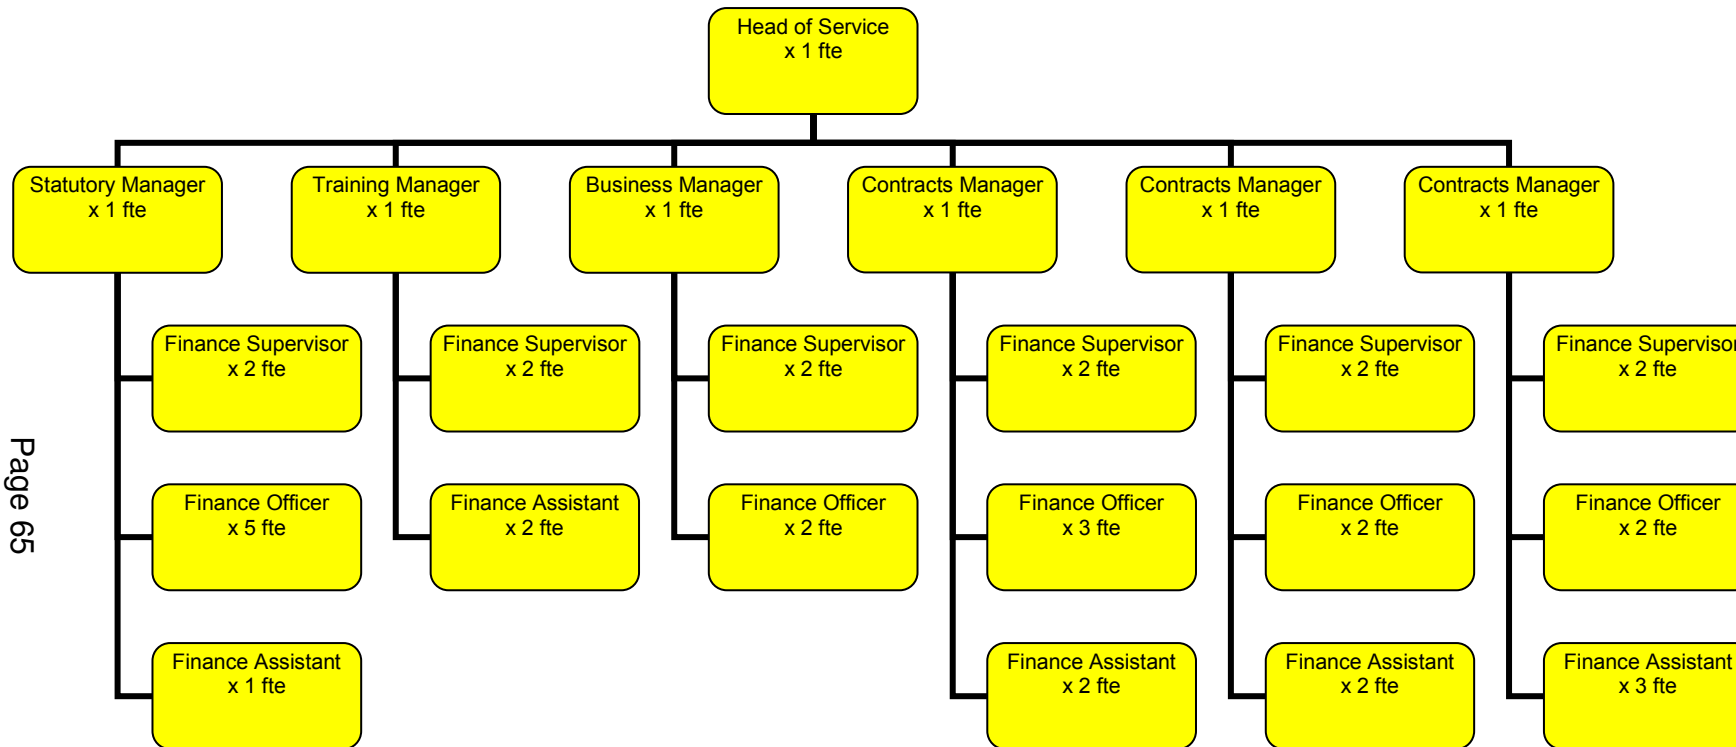 Head of Service
x 1 fte
Statutory Manager
x 1 fte
Training Manager
x 1 fte
Business Manager
x 1 fte
Contracts Manager
x 1 fte
Contracts Manager
x 1 fte
Contracts Manager
x 1 fte
Finance Supervisor
x 2 fte
Finance Supervisor
x 2 fte
Finance Supervisor
x 2 fte
Finance Supervisor
x 2 fte
Finance Supervisor
x 2 fte
Finance Supervisor
x 2 fte
Finance Officer
x 5 fte
Finance Assistant
x 2 fte
Finance Officer
x 2 fte
Finance Officer
x 3 fte
Finance Officer
x 2 fte
Finance Officer
x 2 fte
Finance Assistant
x 1 fte
Finance Assistant
x 2 fte
Finance Assistant
x 2 fte
Finance Assistant
x 3 fte
Page 65